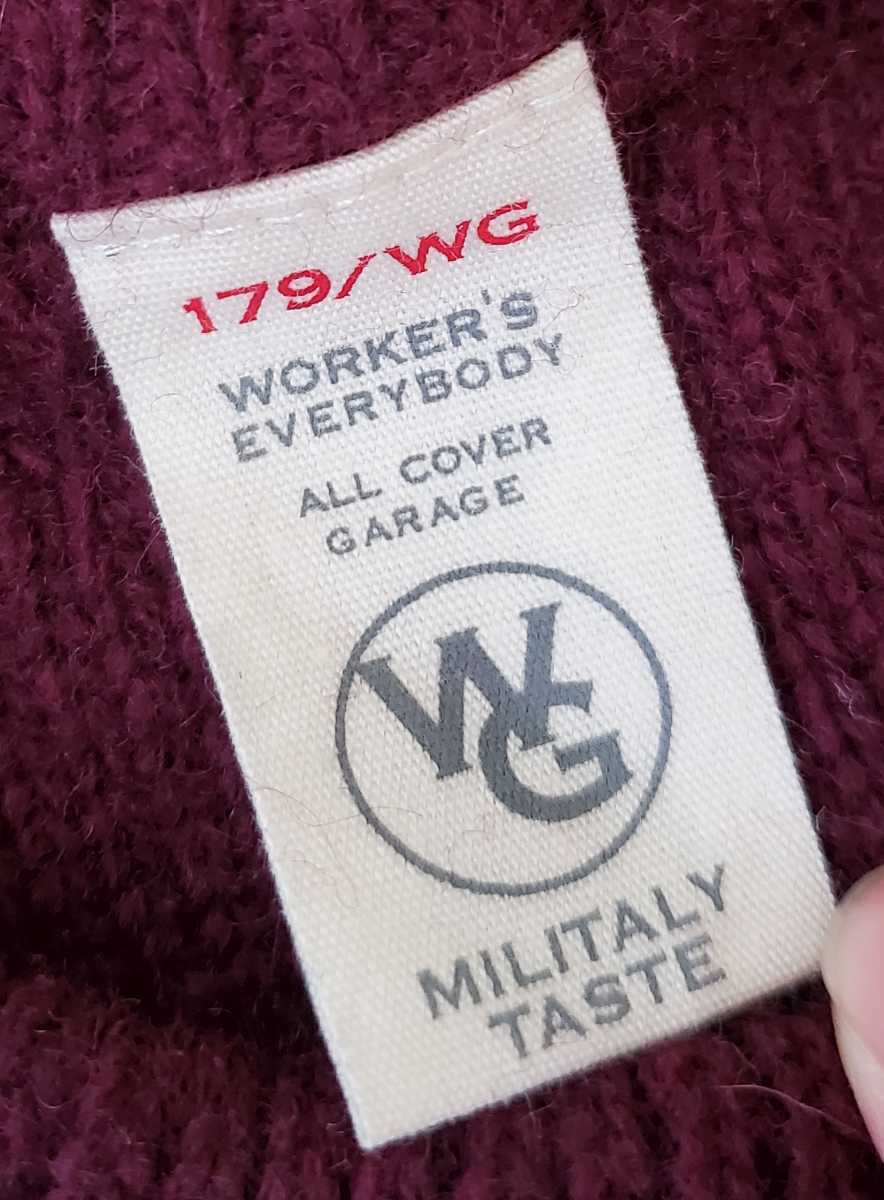 179/WG
WORKER'S
EVERYBODY
ALL COVER
GARAGE
WG
MILITALY
TASTE